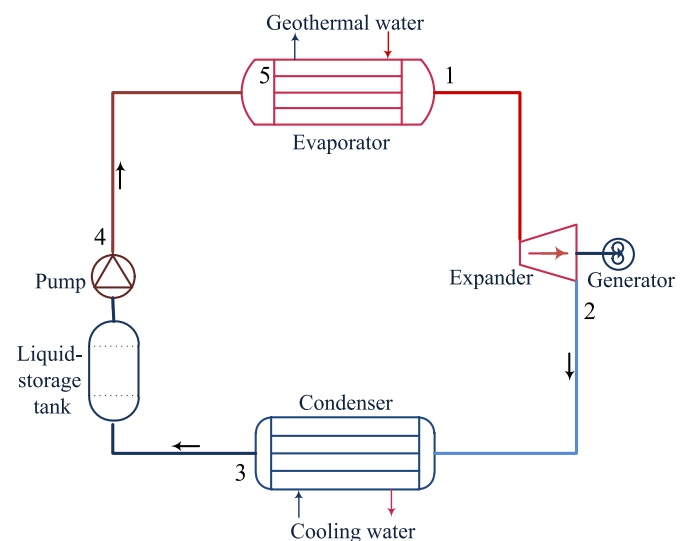 Geothermal water
5
1
Evaporator
4
Pump
Expander
Generator
2
Liquid-
storage
tank
Condenser
3
Cooling water